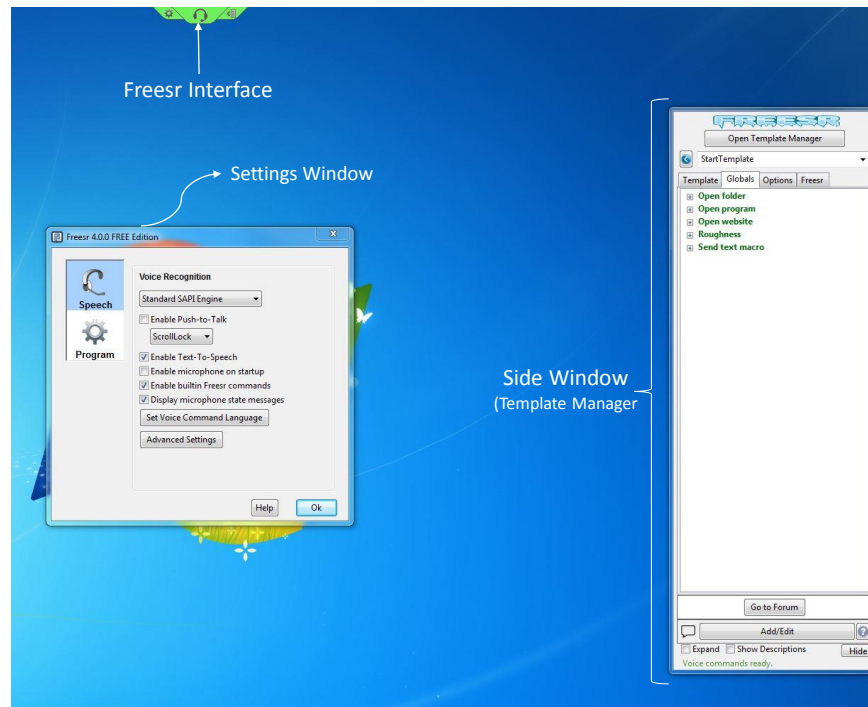 Freesr Interface
Settings Window
Freesr 4.0.0 FREE Edition
Speech
Program
Voice Recognition
Standard SAPI Engine
Enable Push-to-Talk
ScrollLock
Enable Text-To-Speech
Enable microphone on startup
Enable builtin Freesr commands
Display microphone state messages
Set Voice Command Language
Advanced Settings
Help Ok
Side Window
(Template Manager
FREESR
Open Template Manager
StartTemplate
Template Globals Options Freesr
Open folder
Open program
Open website
Roughness
Send text macro
Go to Forum
Add/Edit
Expand Show Descriptions Hide
Voice commands ready.